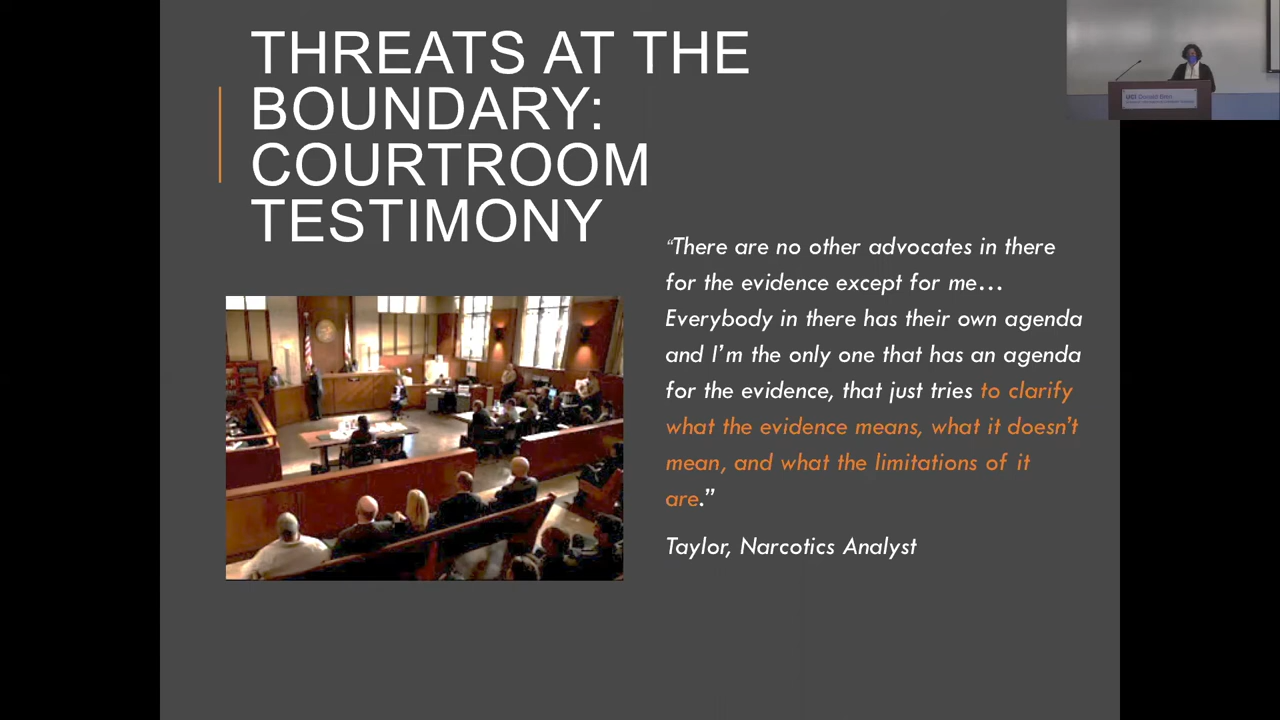 THREATS AT THE
BOUNDARY:
COURTROOM
TESTIMONY
“There are no other advocates in there
for the evidence except for me…
Everybody in there has their own agenda
and I’m the only one that has an agenda
for the evidence, that just tries to clarify
what the evidence means, what it doesn’t
mean, and what the limitations of it
are.”
Taylor, Narcotics Analyst
UCI Donald Bren